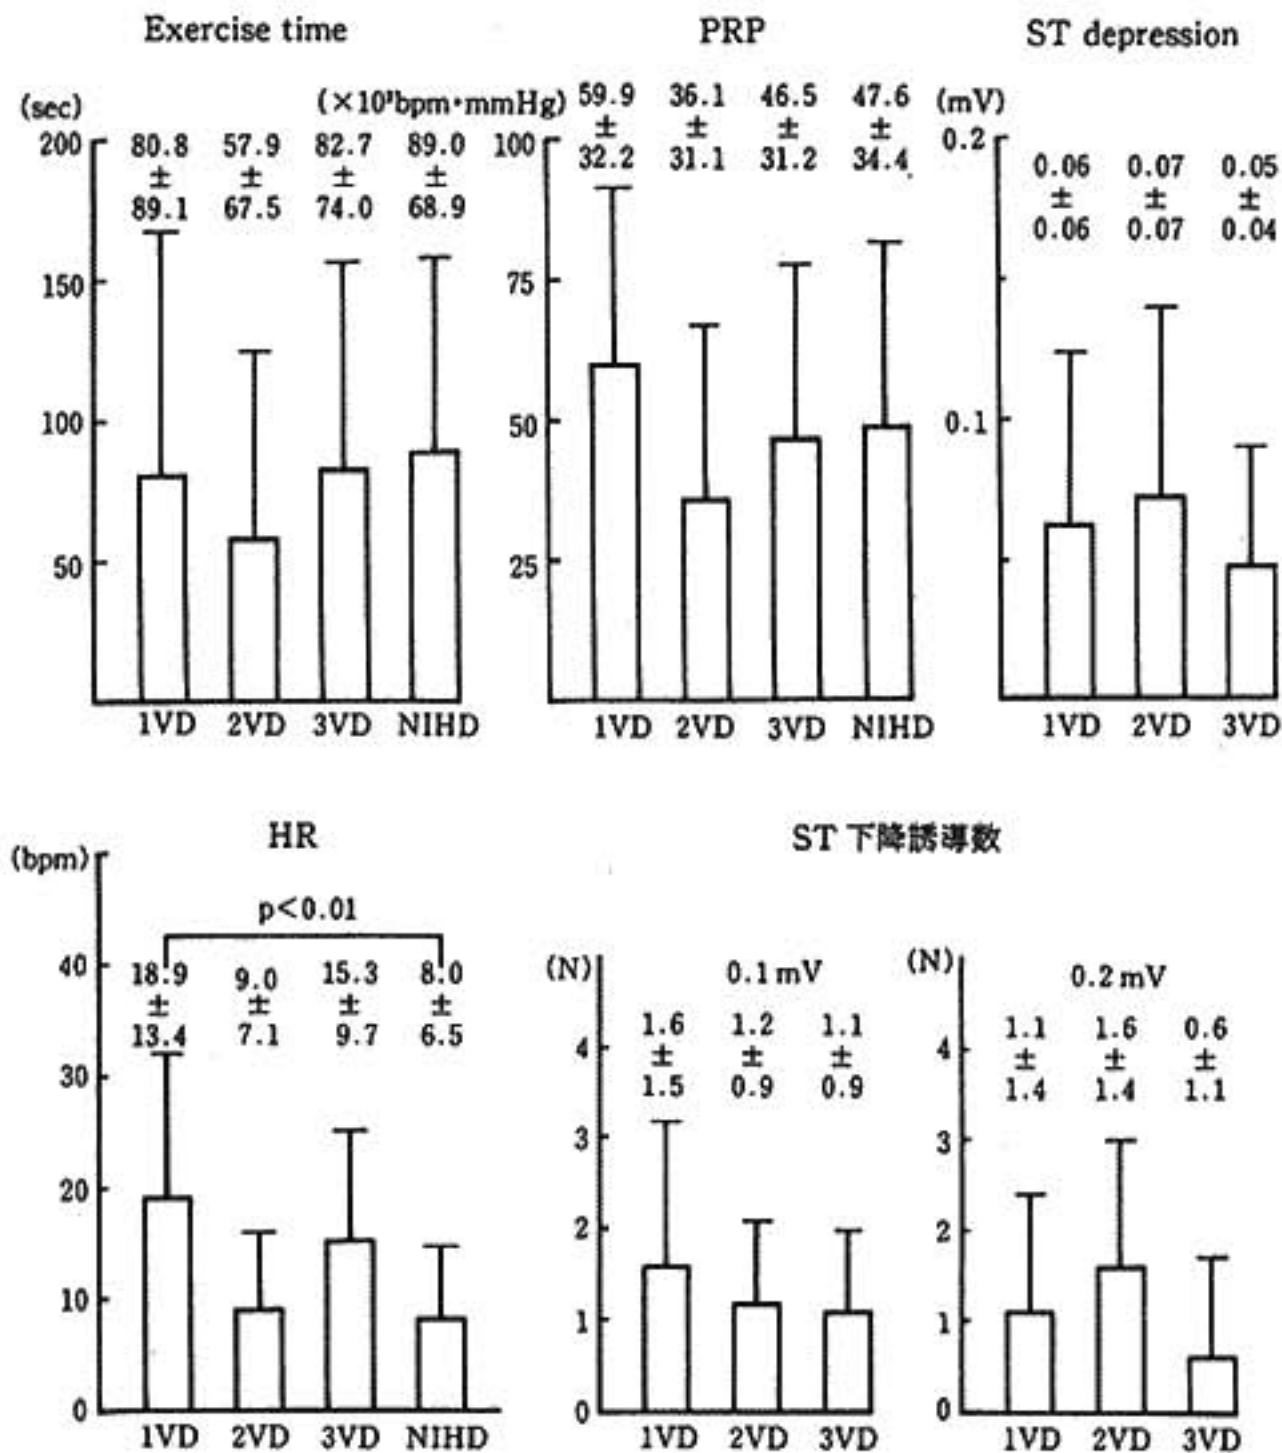 Exercise time
(sec)
200
150
100
50
80.8 57.9 82.7 89.0
± ± ± ±
89.1 67.5 74.0 68.9
1VD 2VD 3VD NIHD
PRP
(×10³bpm·mmHg)
100
75
50
25
59.9 36.1 46.5 47.6
± ± ± ±
32.2 31.1 31.2 34.4
1VD 2VD 3VD NIHD
ST depression
(mV)
0.2
0.1
0.06 0.07 0.05
± ± ±
0.06 0.07 0.04
1VD 2VD 3VD
HR
(bpm)
p<0.01
40
30
20
10
0
18.9 9.0 15.3 8.0
± ± ± ±
13.4 7.1 9.7 6.5
1VD 2VD 3VD NIHD
ST 下降誘導数
(N)
0.1 mV
4
3
2
1
0
1.6 1.2 1.1
± ± ±
1.5 0.9 0.9
1VD 2VD 3VD
(N)
0.2 mV
4
3
2
1
0
1.1 1.6 0.6
± ± ±
1.4 1.4 1.1
1VD 2VD 3VD